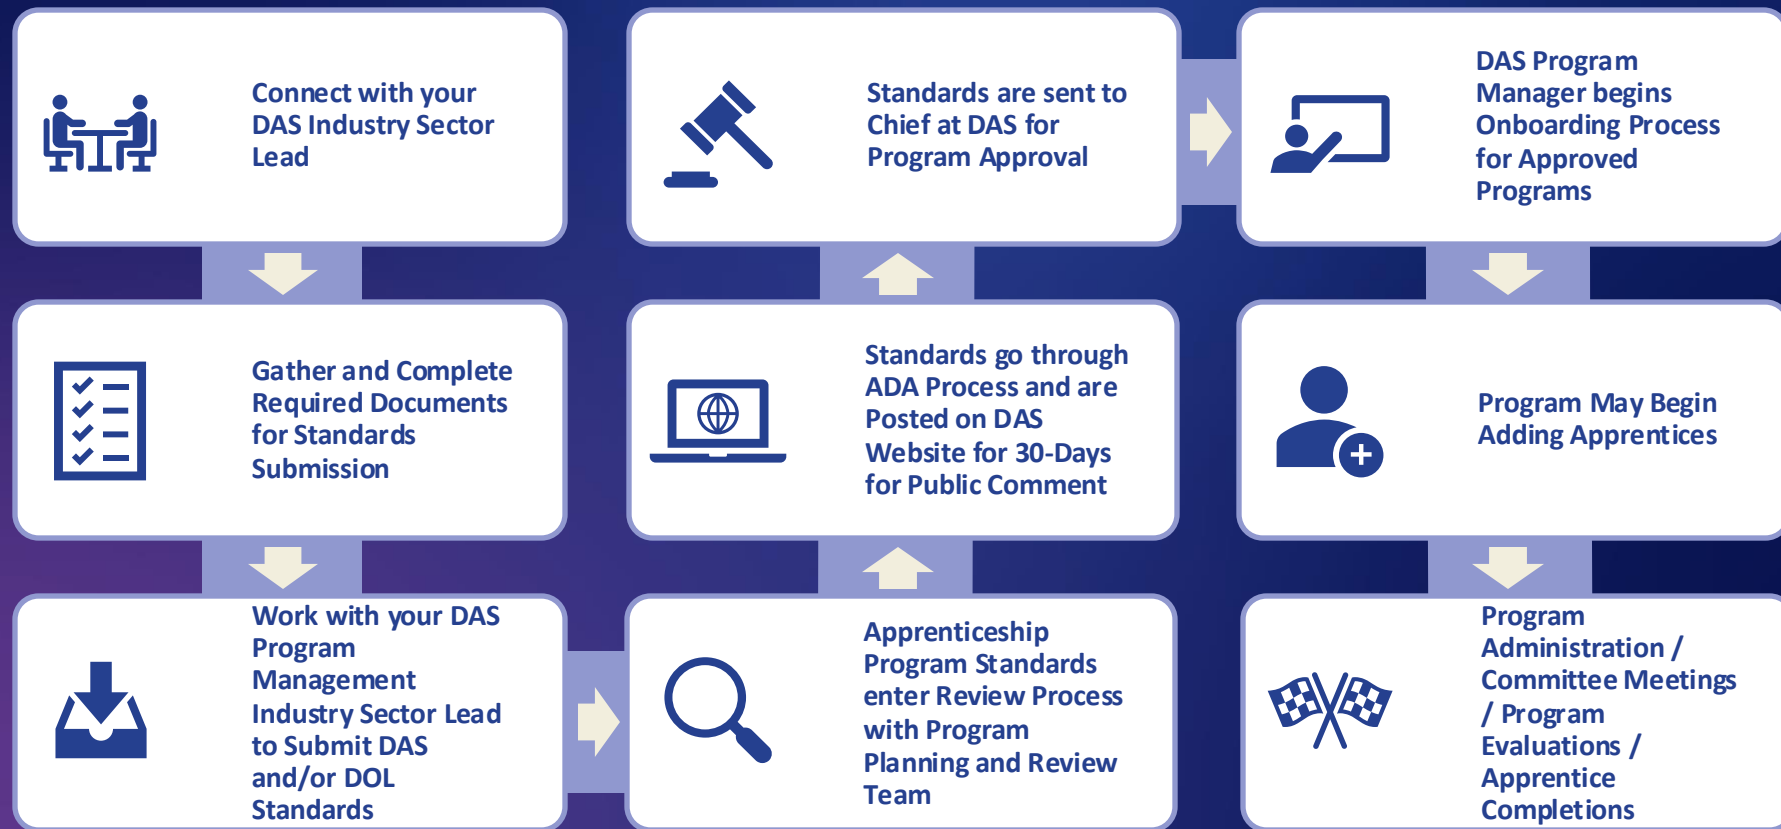 Connect with your
DAS Industry Sector
Lead
Gather and Complete
Required Documents
for Standards
Submission
Work with your DAS
Program
Management
Industry Sector Lead
to Submit DAS
and/or DOL
Standards
Apprenticeship
Program Standards
enter Review Process
with Program
Planning and Review
Team
Standards go through
ADA Process and are
Posted on DAS
Website for 30-Days
for Public Comment
Standards are sent to
Chief at DAS for
Program Approval
DAS Program
Manager begins
Onboarding Process
for Approved
Programs
Program May Begin
Adding Apprentices
Program
Administration /
Committee Meetings
/ Program
Evaluations /
Apprentice
Completions